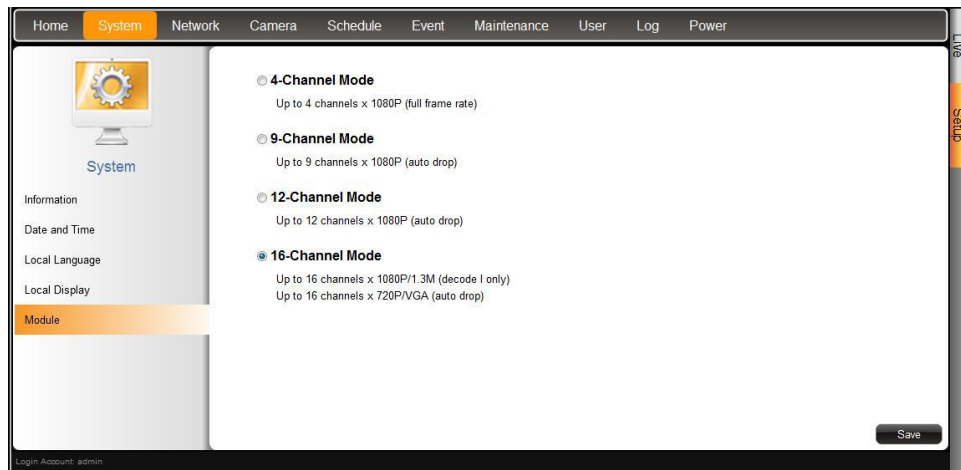 Home System Network Camera Schedule Event Maintenance User Log Power
Live
Setup
System
Information
Date and Time
Local Language
Local Display
Module
4-Channel Mode
Up to 4 channels x 1080P (full frame rate)
9-Channel Mode
Up to 9 channels x 1080P (auto drop)
12-Channel Mode
Up to 12 channels x 1080P (auto drop)
16-Channel Mode
Up to 16 channels x 1080P/1.3M (decode I only)
Up to 16 channels x 720P/VGA (auto drop)
Save
Login Account: admin